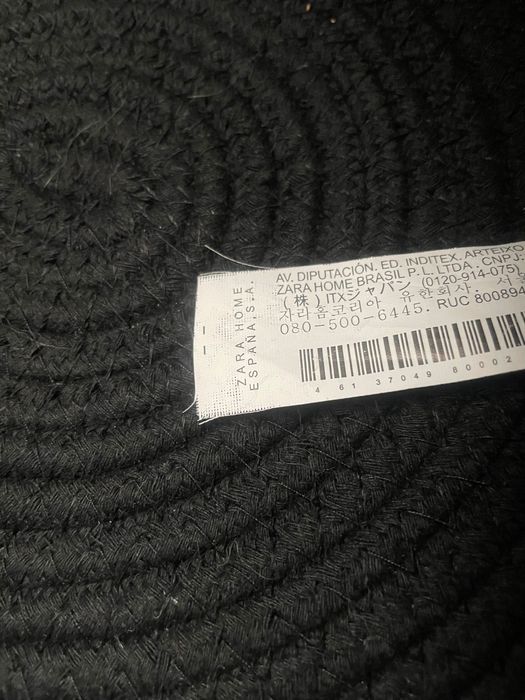 ZARA HOME
ESPAÑA, S.A.
AV. DIPUTACIÓN. ED. INDITEX. ARTEIXO
ZARA HOME BRASIL P.L. LTDA. CNPJ:
(株) ITXジャパン (0120-914-075)
자라홈코리아 유한회사
080-500-6445. RUC 800894
4 61 37049 80002